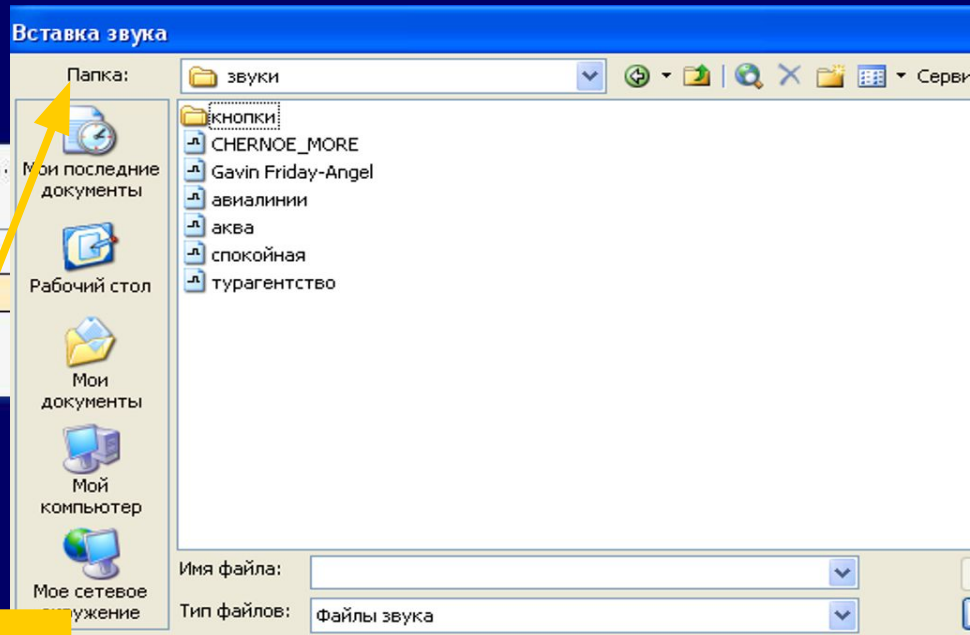 Вставка звука
Папка:
звуки
Серви
кнопки
CHERNOE_MORE
Gavin Friday-Angel
авиалинии
аква
спокойная
турагентство
Мои последние
документы
Рабочий стол
Мои
документы
Мой
компьютер
Мое сетевое
Имя файла:
Тип файлов:
Файлы звука